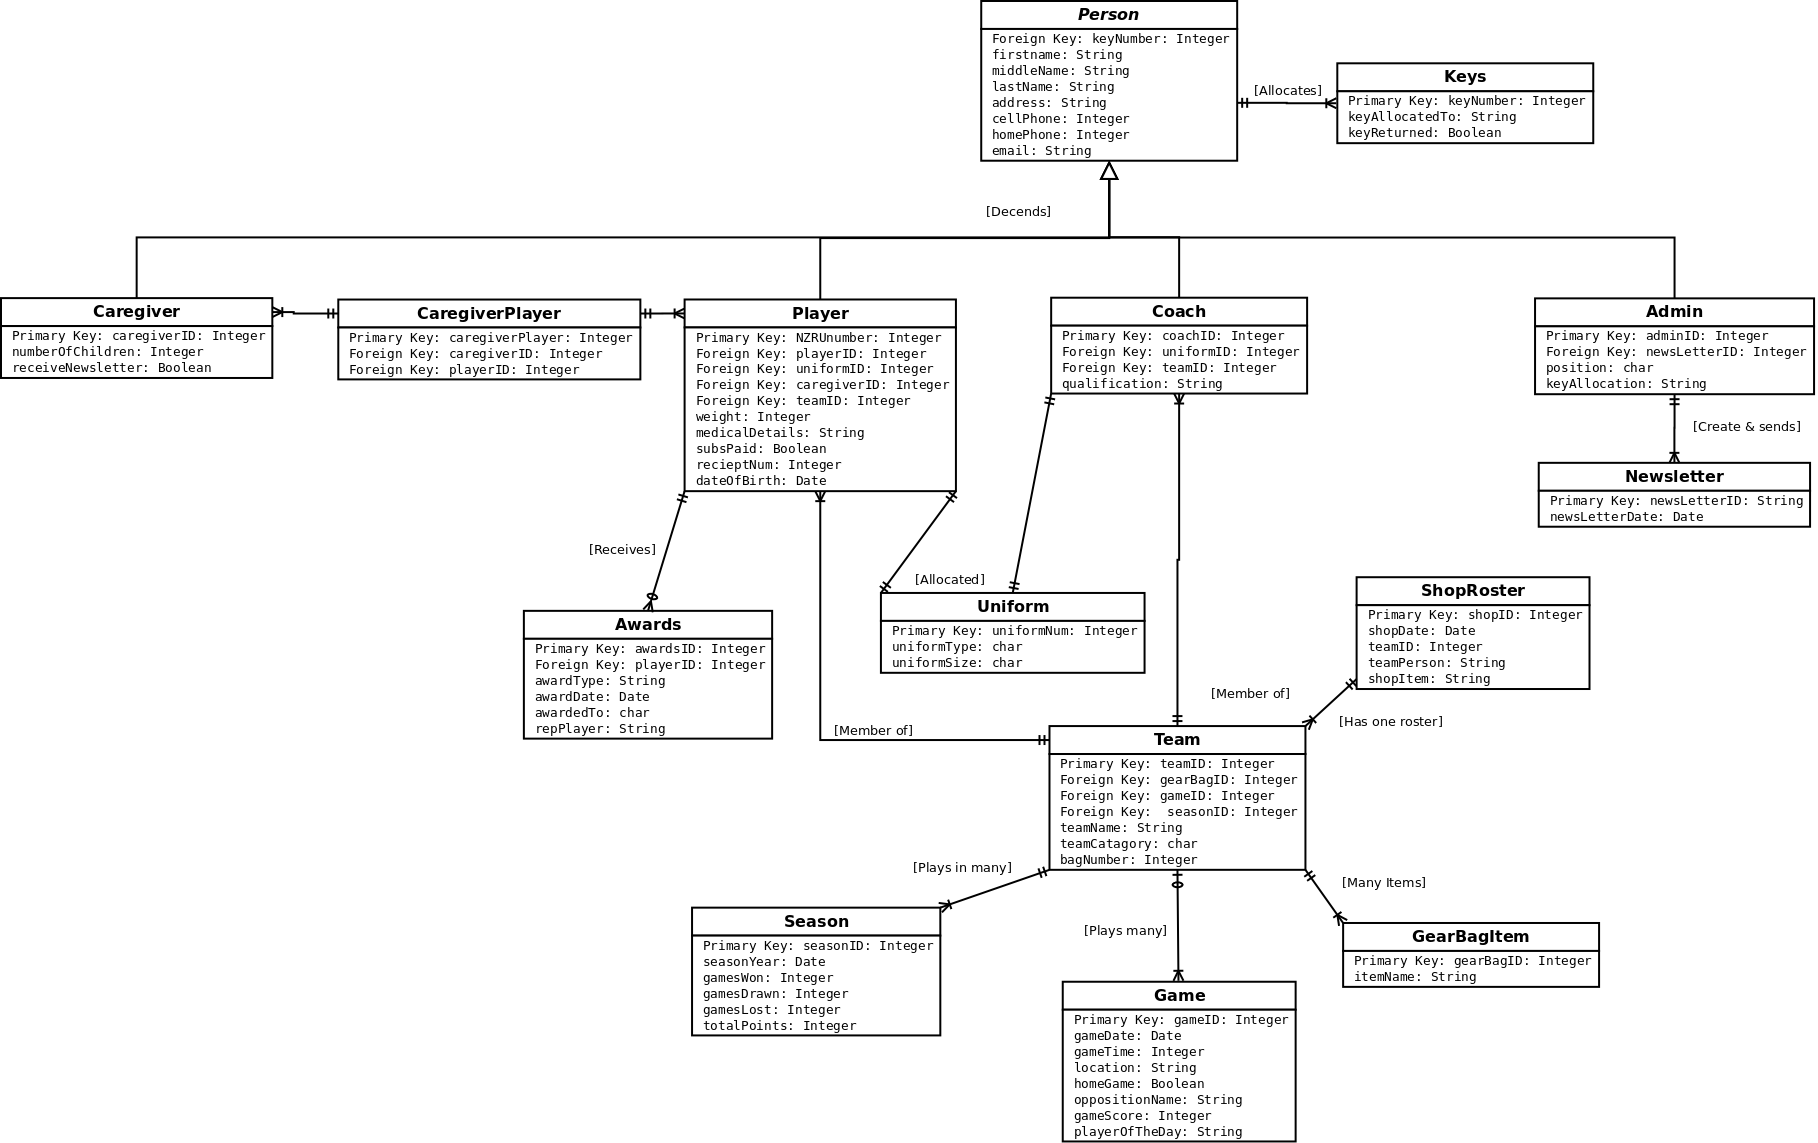 Person
Foreign Key: keyNumber: Integer
firstname: String
middleName: String
lastName: String
address: String
cellPhone: Integer
homePhone: Integer
email: String
[Allocates]
Keys
Primary Key: keyNumber: Integer
keyAllocatedTo: String
keyReturned: Boolean
[Decends]
Caregiver
Primary Key: caregiverID: Integer
numberOfChildren: Integer
receiveNewsletter: Boolean
CaregiverPlayer
Primary Key: caregiverPlayer: Integer
Foreign Key: caregiverID: Integer
Foreign Key: playerID: Integer
Player
Primary Key: NZRUnumber: Integer
Foreign Key: playerID: Integer
Foreign Key: uniformID: Integer
Foreign Key: caregiverID: Integer
Foreign Key: teamID: Integer
weight: Integer
medicalDetails: String
subsPaid: Boolean
recieptNum: Integer
dateOfBirth: Date
Coach
Primary Key: coachID: Integer
Foreign Key: uniformID: Integer
Foreign Key: teamID: Integer
qualification: String
Admin
Primary Key: adminID: Integer
Foreign Key: newsLetterID: Integer
position: char
keyAllocation: String
[Create & sends]
Newsletter
Primary Key: newsLetterID: String
newsLetterDate: Date
[Receives]
[Allocated]
Awards
Primary Key: awardsID: Integer
Foreign Key: playerID: Integer
awardType: String
awardDate: Date
awardedTo: char
repPlayer: String
Uniform
Primary Key: uniformNum: Integer
uniformType: char
uniformSize: char
ShopRoster
Primary Key: shopID: Integer
shopDate: Date
teamID: Integer
teamPerson: String
shopItem: String
[Member of]
[Has one roster]
[Member of]
Team
Primary Key: teamID: Integer
Foreign Key: gearBagID: Integer
Foreign Key: gameID: Integer
Foreign Key:  seasonID: Integer
teamName: String
teamCatagory: char
bagNumber: Integer
[Plays in many]
[Many Items]
Season
Primary Key: seasonID: Integer
seasonYear: Date
gamesWon: Integer
gamesDrawn: Integer
gamesLost: Integer
totalPoints: Integer
[Plays many]
GearBagItem
Primary Key: gearBagID: Integer
itemName: String
Game
Primary Key: gameID: Integer
gameDate: Date
gameTime: Integer
location: String
homeGame: Boolean
oppositionName: String
gameScore: Integer
playerOfTheDay: String